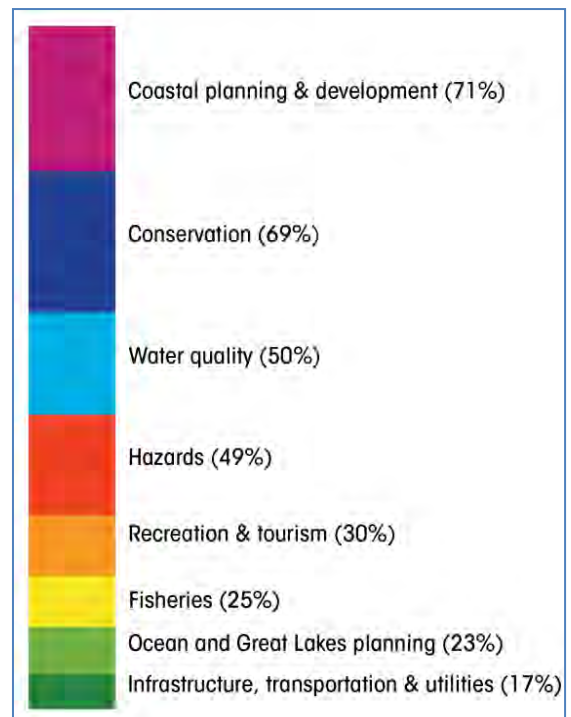 Coastal planning & development (71%)
Conservation (69%)
Water quality (50%)
Hazards (49%)
Recreation & tourism (30%)
Fisheries (25%)
Ocean and Great Lakes planning (23%)
Infrastructure, transportation & utilities (17%)